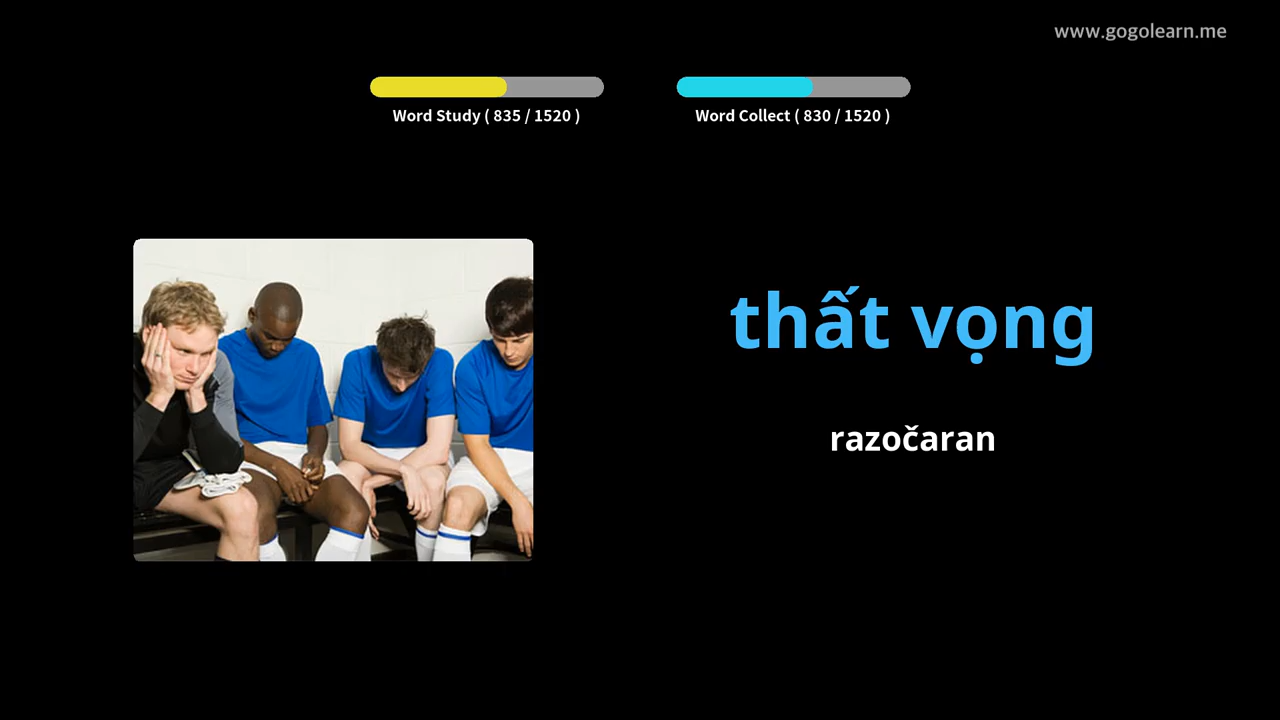 www.gogolearn.me
Word Study ( 835 / 1520 )
Word Collect ( 830 / 1520 )
thất vọng
razočaran